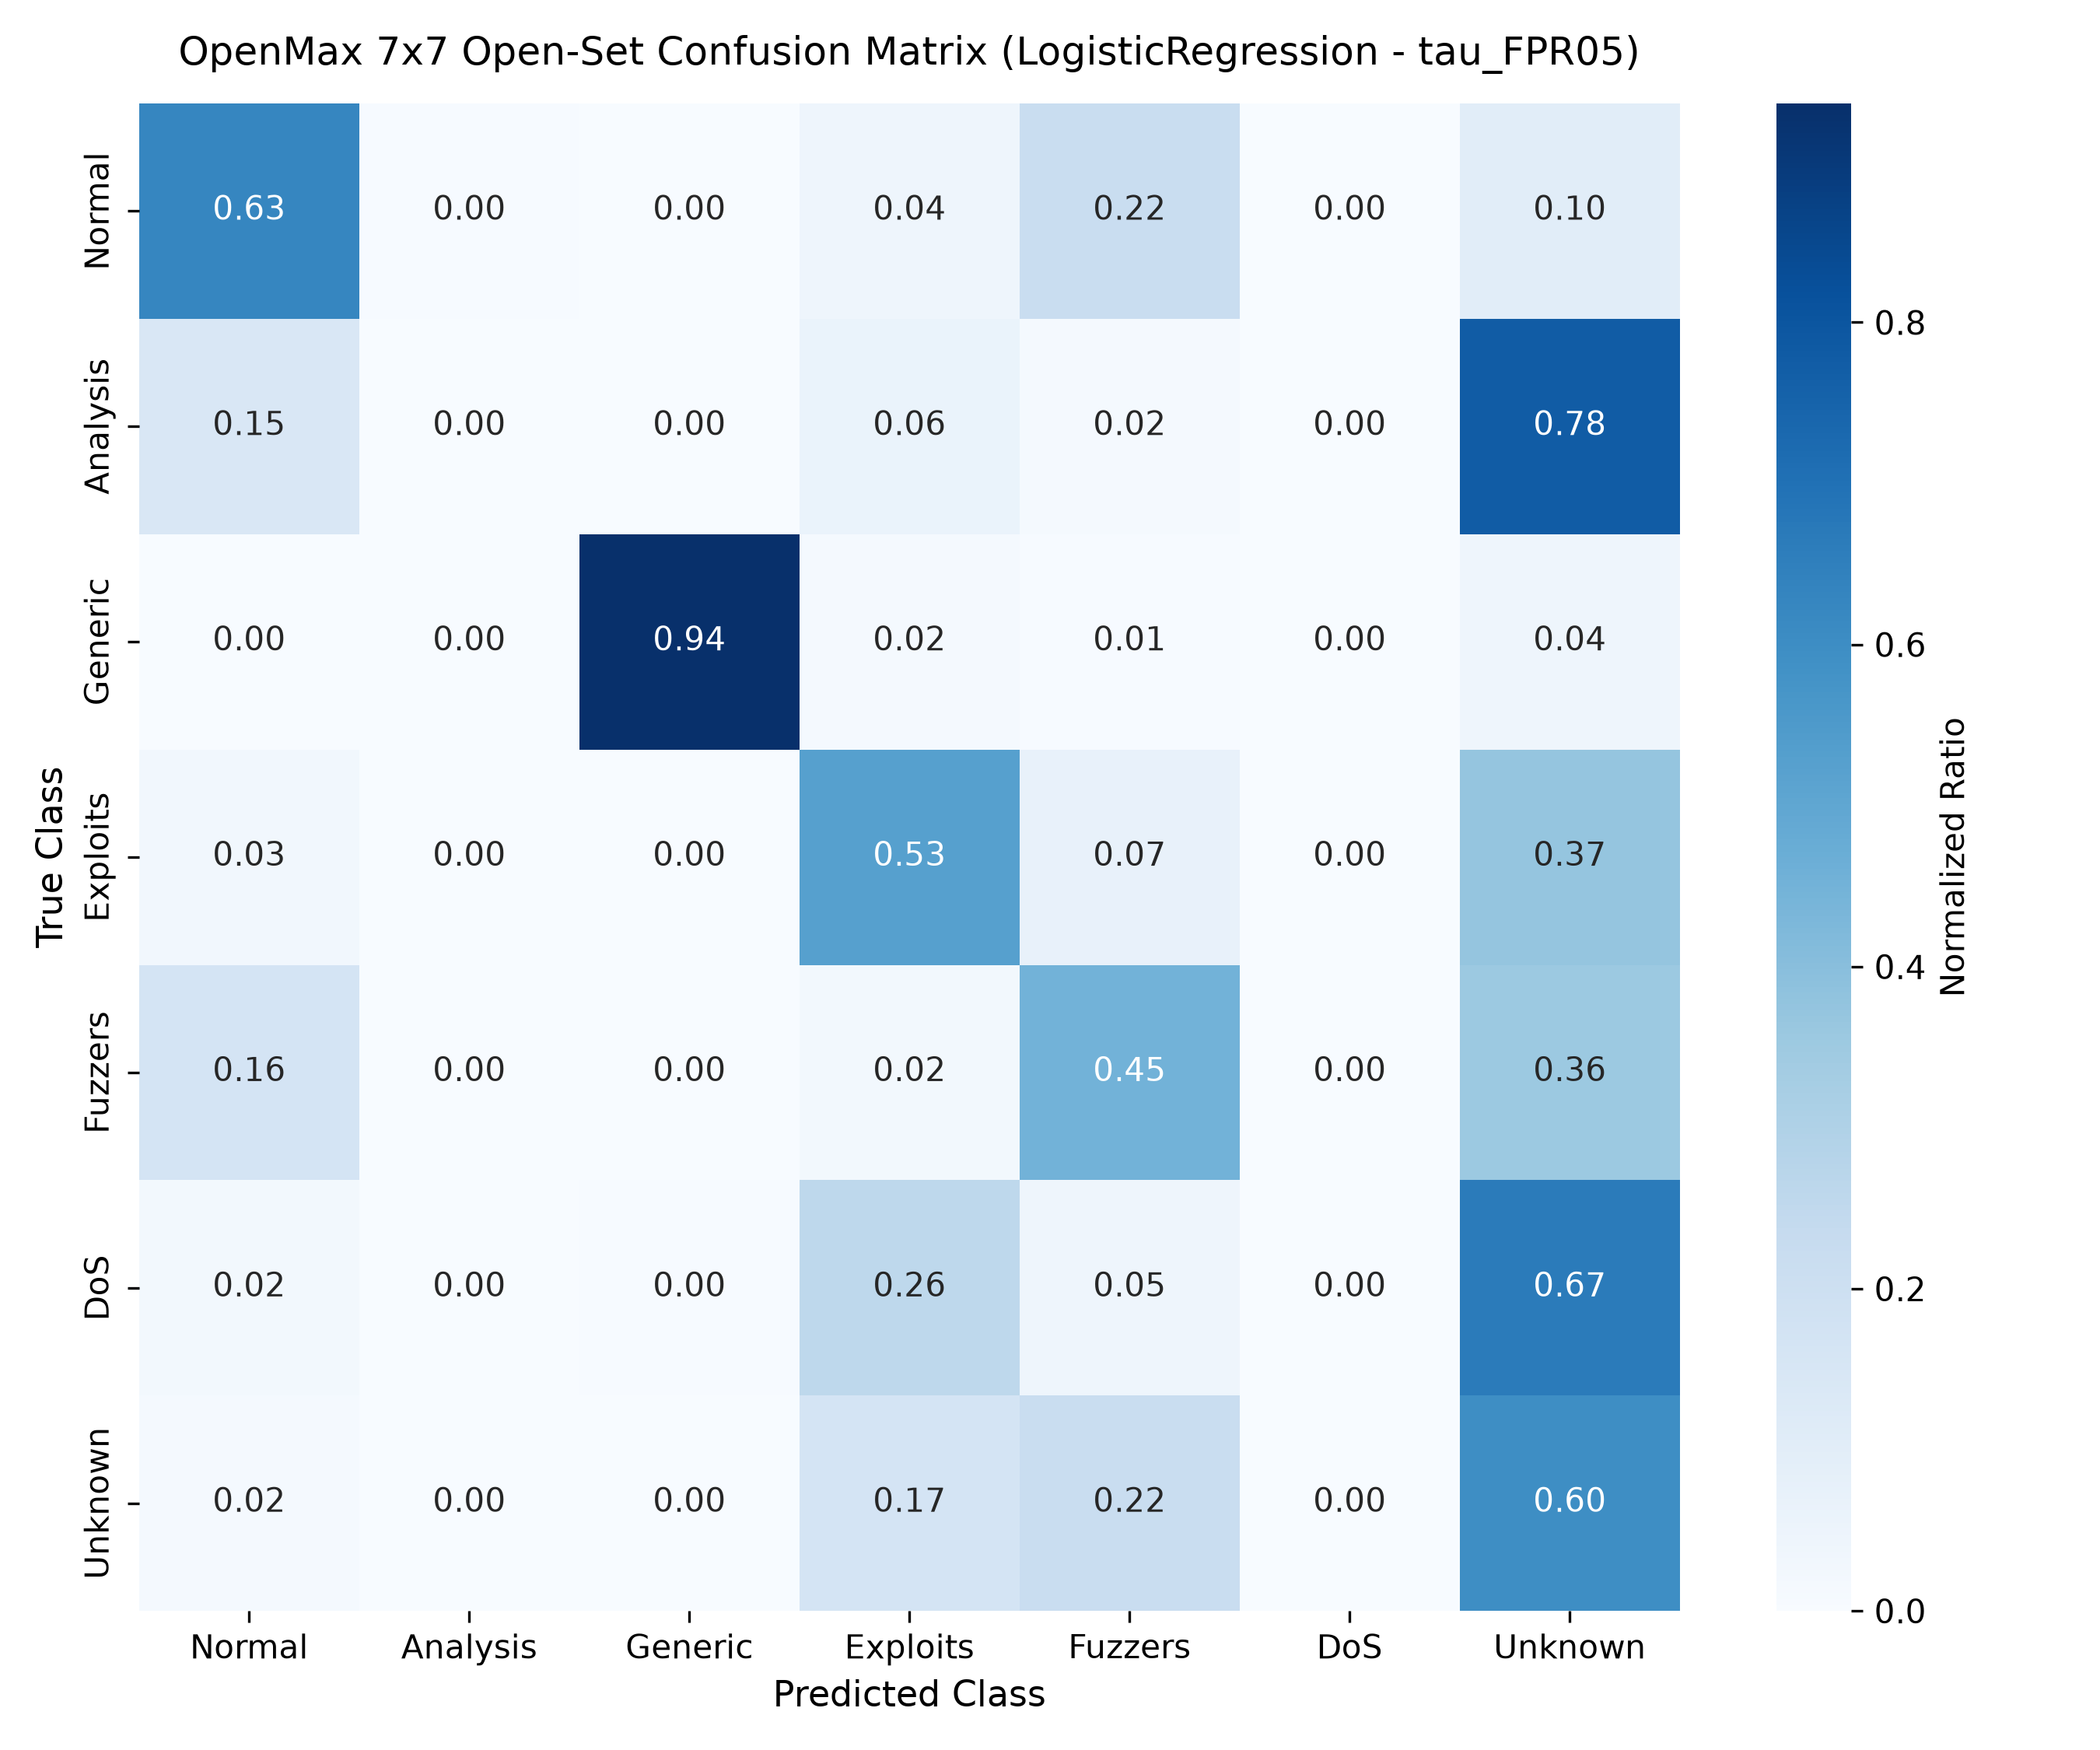 OpenMax 7x7 Open-Set Confusion Matrix (LogisticRegression - tau_FPR05)
True Class
Normal 0.63 0.00 0.00 0.04 0.22 0.00 0.10
Analysis 0.15 0.00 0.00 0.06 0.02 0.00 0.78
Generic 0.00 0.00 0.94 0.02 0.01 0.00 0.04
Exploits 0.03 0.00 0.00 0.53 0.07 0.00 0.37
Fuzzers 0.16 0.00 0.00 0.02 0.45 0.00 0.36
DoS 0.02 0.00 0.00 0.26 0.05 0.00 0.67
Unknown 0.02 0.00 0.00 0.17 0.22 0.00 0.60
Normal Analysis Generic Exploits Fuzzers DoS Unknown
Predicted Class
0.8
0.6
0.4
0.2
0.0
Normalized Ratio